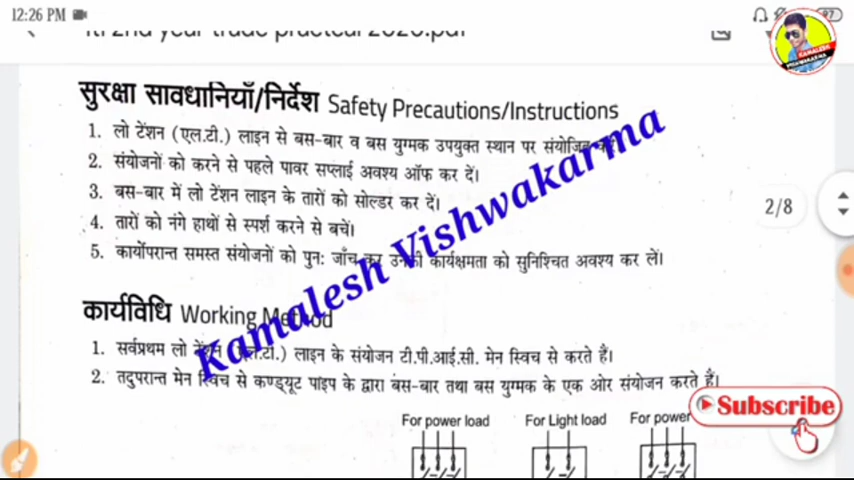 12:26 PM
iti 2nd year trade practcal 2020.pdf
KAMALESH
VISHWAKARMA
सुरक्षा सावधानियाँ/निर्देश Safety Precautions/Instructions
1. लो टेंशन (एल.टी.) लाइन से बस-बार व बस युग्मक उपयुक्त स्थान पर संयोजित
2. संयोजनों को करने से पहले पावर सप्लाई अवश्य ऑफ कर दें।
3. बस-बार में लो टेंशन लाइन के तारों को सोल्डर कर दें।
2/8
4. तारों को नंगे हाथों से स्पर्श करने से बचें।
5. कार्योपरान्त समस्त संयोजनों को पुन: जाँच कर उनकी कार्यक्षमता को सुनिश्चित अवश्य कर लें।
Kamalesh Vishwakarma
कार्यविधि Working Method
1. सर्वप्रथम लो टेंशन (एल.टी.) लाइन के संयोजन टी.पी.आई.सी. मेन स्विच से करते हैं।
2. तदुपरान्त मेन स्विच से कण्ड्यूट पाइप के द्वारा बस-बार तथा बस युग्मक के एक ओर संयोजन करते हैं।
Subscribe
For power load For Light load For power